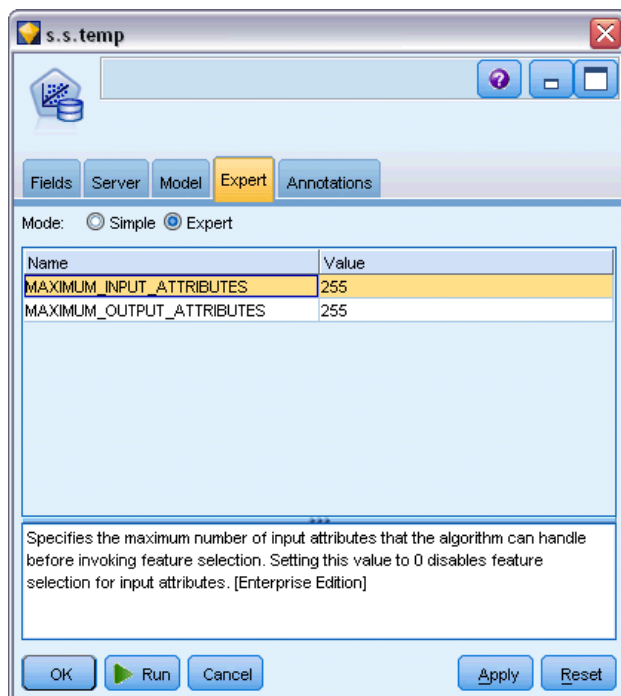 s.s.temp
Fields Server Model Expert Annotations
Mode: Simple Expert
Name Value
MAXIMUM_INPUT_ATTRIBUTES 255
MAXIMUM_OUTPUT_ATTRIBUTES 255
Specifies the maximum number of input attributes that the algorithm can handle
before invoking feature selection. Setting this value to 0 disables feature
selection for input attributes. [Enterprise Edition]
OK Run Cancel Apply Reset